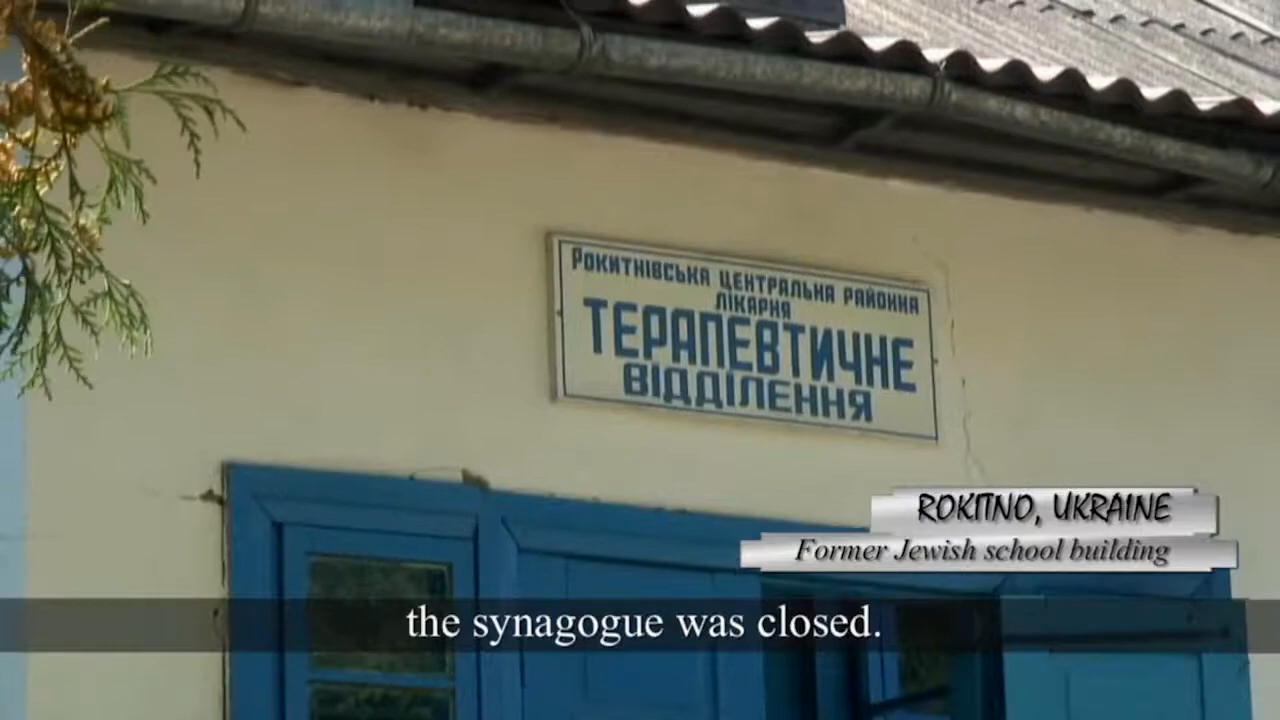 Рокитнівська центральна районна
лікарня
ТЕРАПЕВТИЧНЕ
ВІДДІЛЕННЯ
ROKITNO, UKRAINE
Former Jewish school building
the synagogue was closed.